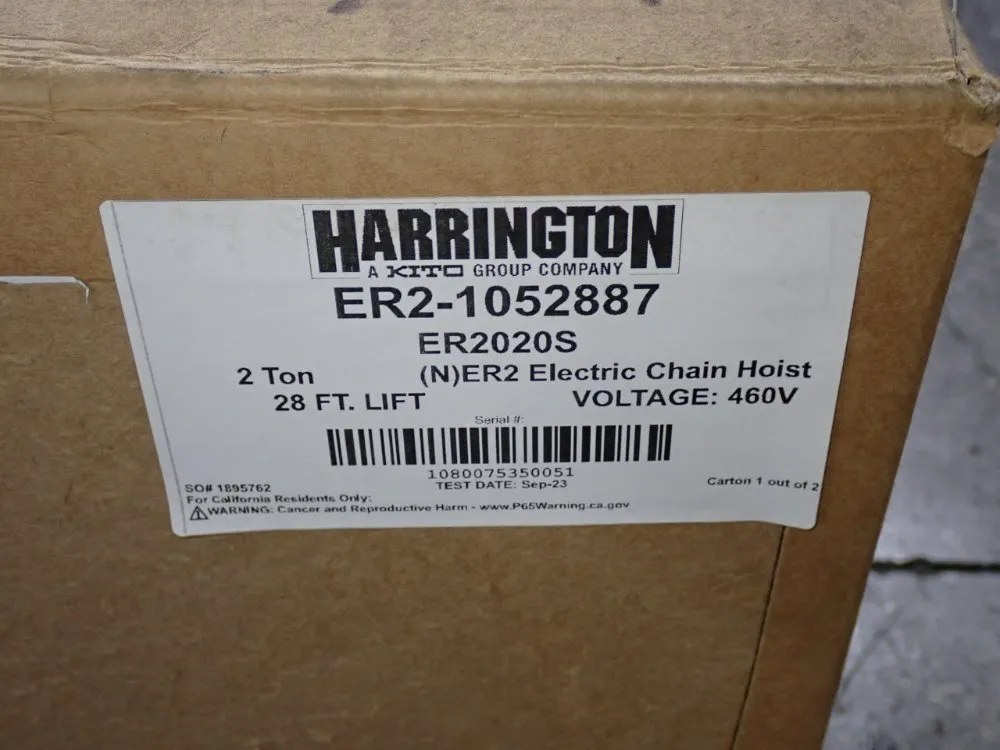 HARRINGTON
A KITO GROUP COMPANY
ER2-1052887
ER2020S
2 Ton (N)ER2 Electric Chain Hoist
28 FT. LIFT VOLTAGE: 460V
Serial #:
1080075350051
TEST DATE: Sep-23
SO# 1895762 Carton 1 out of 2
For California Residents Only:
⚠WARNING: Cancer and Reproductive Harm - www.P65Warning.ca.gov